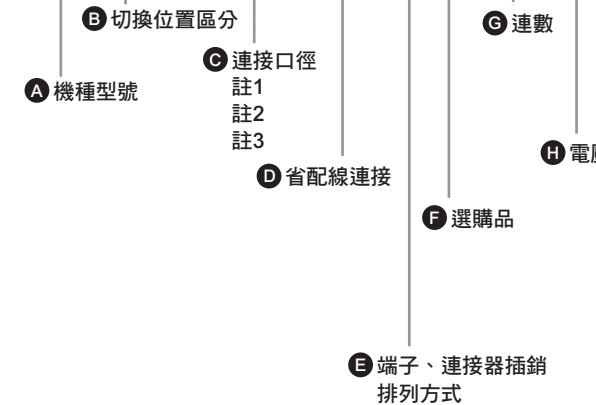 B 切換位置區分
G 連數
C 連接口徑
註1
註2
註3
A 機種型號
H 電
D 省配線連接
F 選購品
E 端子、連接器插銷
排列方式